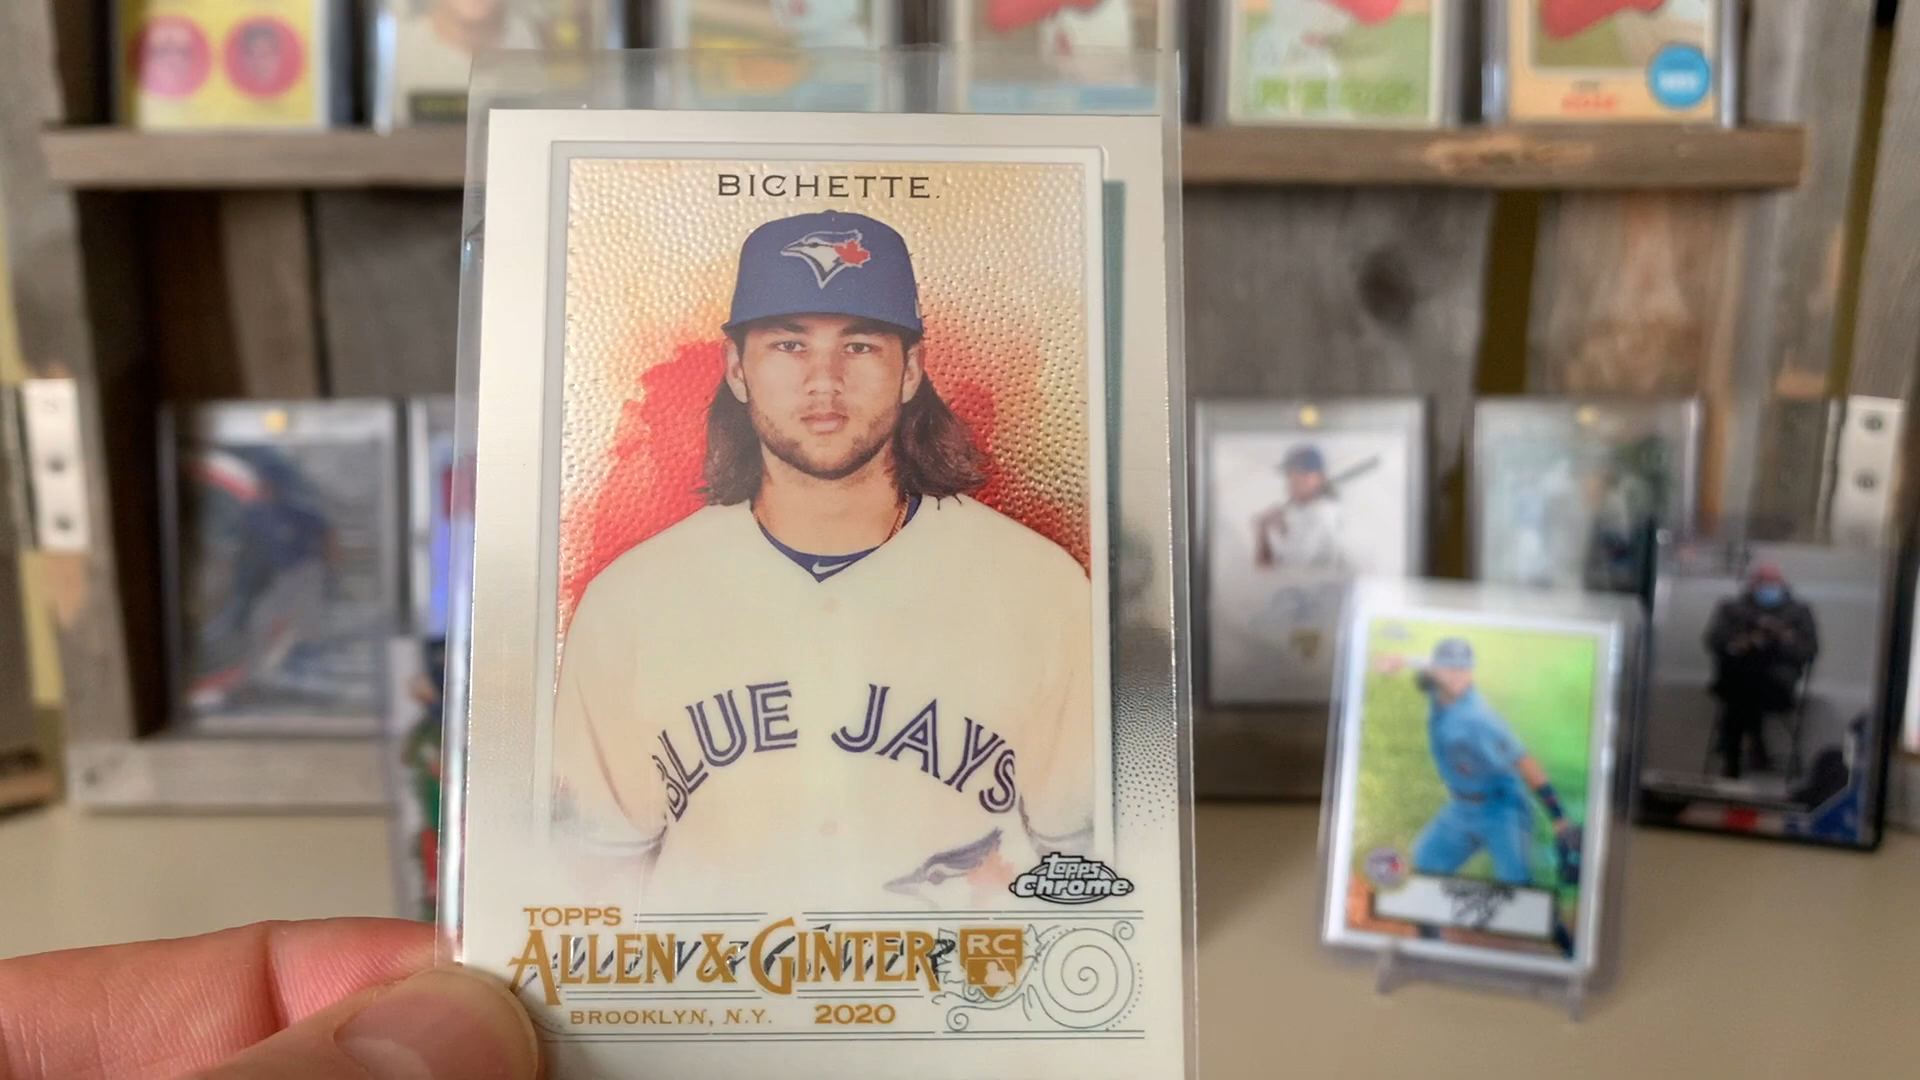 BICHETTE.
BLUE JAYS
topps
Chrome
TOPPS
ALLEN & GINTER
RC
BROOKLYN, N.Y. 2020